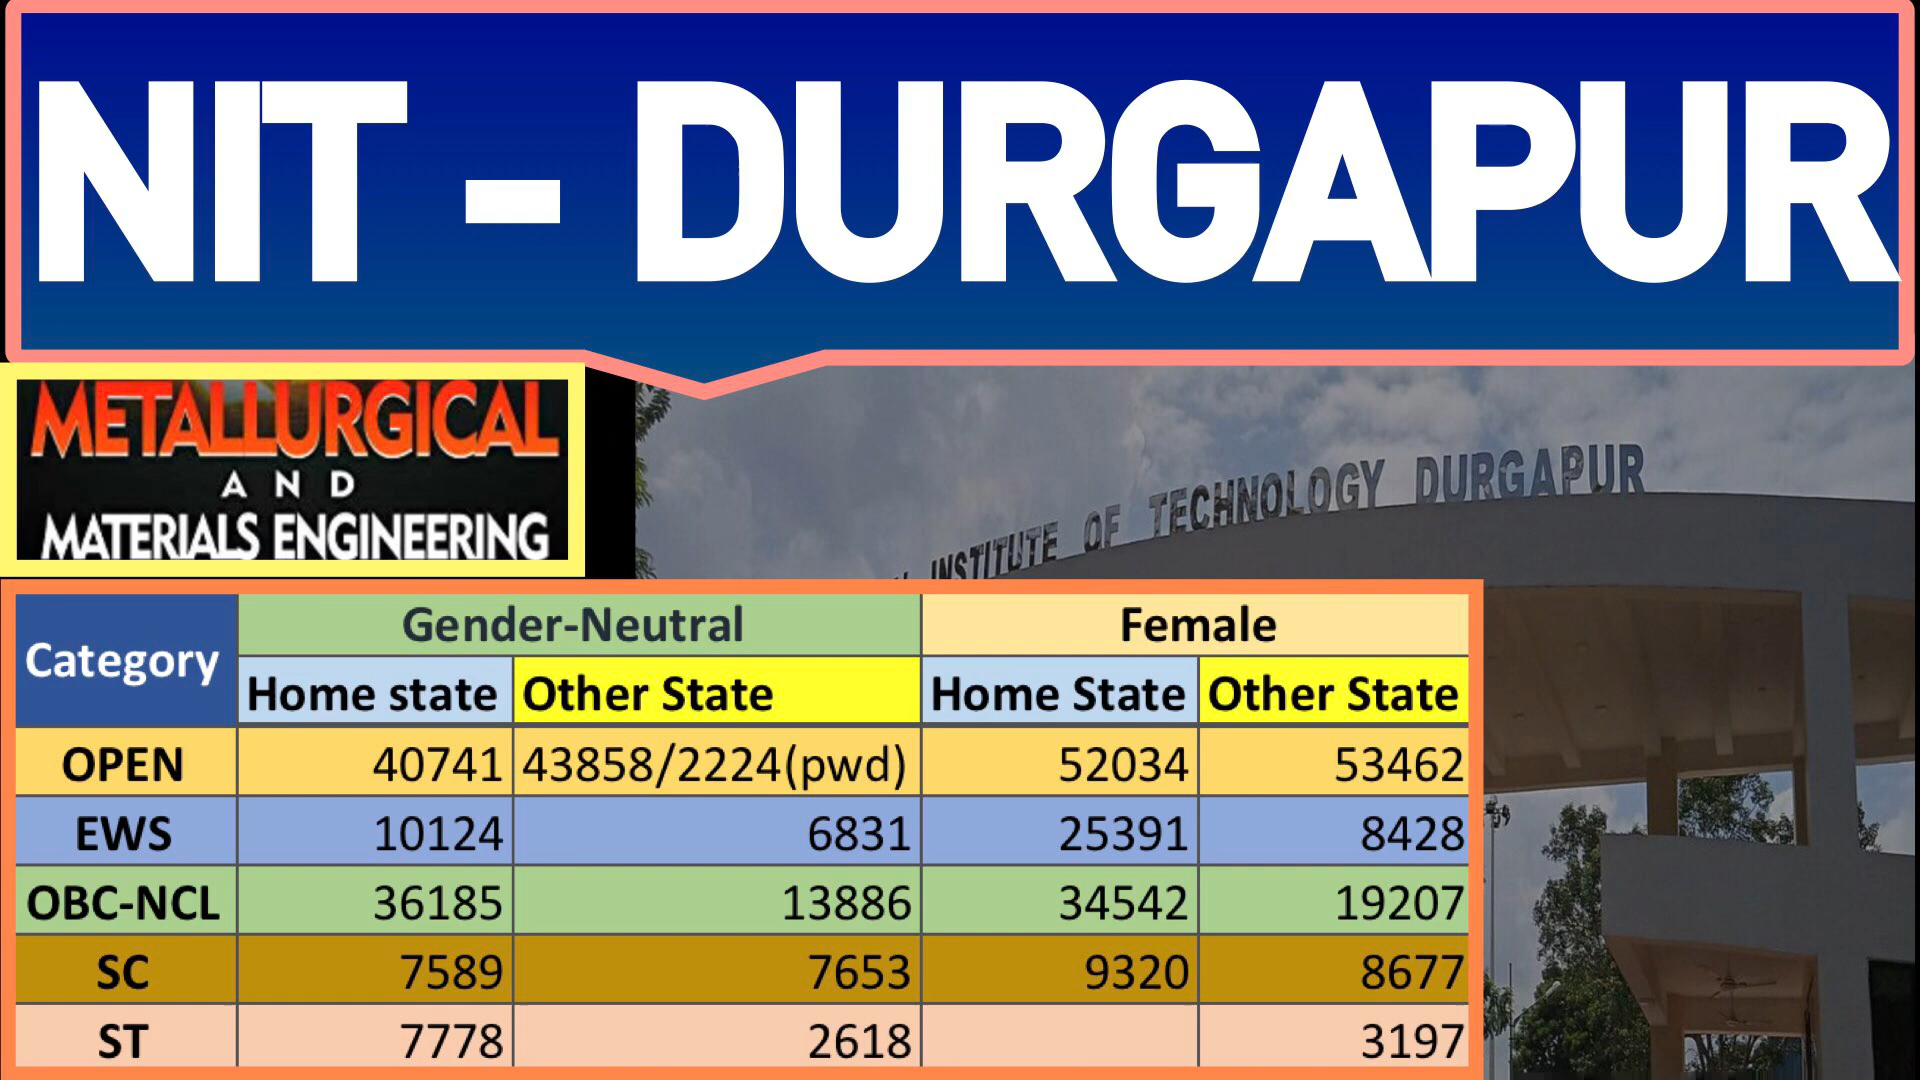 NIT - DURGAPUR
METALLURGICAL
AND
MATERIALS ENGINEERING
INSTITUTE OF TECHNOLOGY DURGAPUR
Category Gender-Neutral Female
Home state Other State Home State Other State
OPEN 40741 43858/2224(pwd) 52034 53462
EWS 10124 6831 25391 8428
OBC-NCL 36185 13886 34542 19207
SC 7589 7653 9320 8677
ST 7778 2618 3197